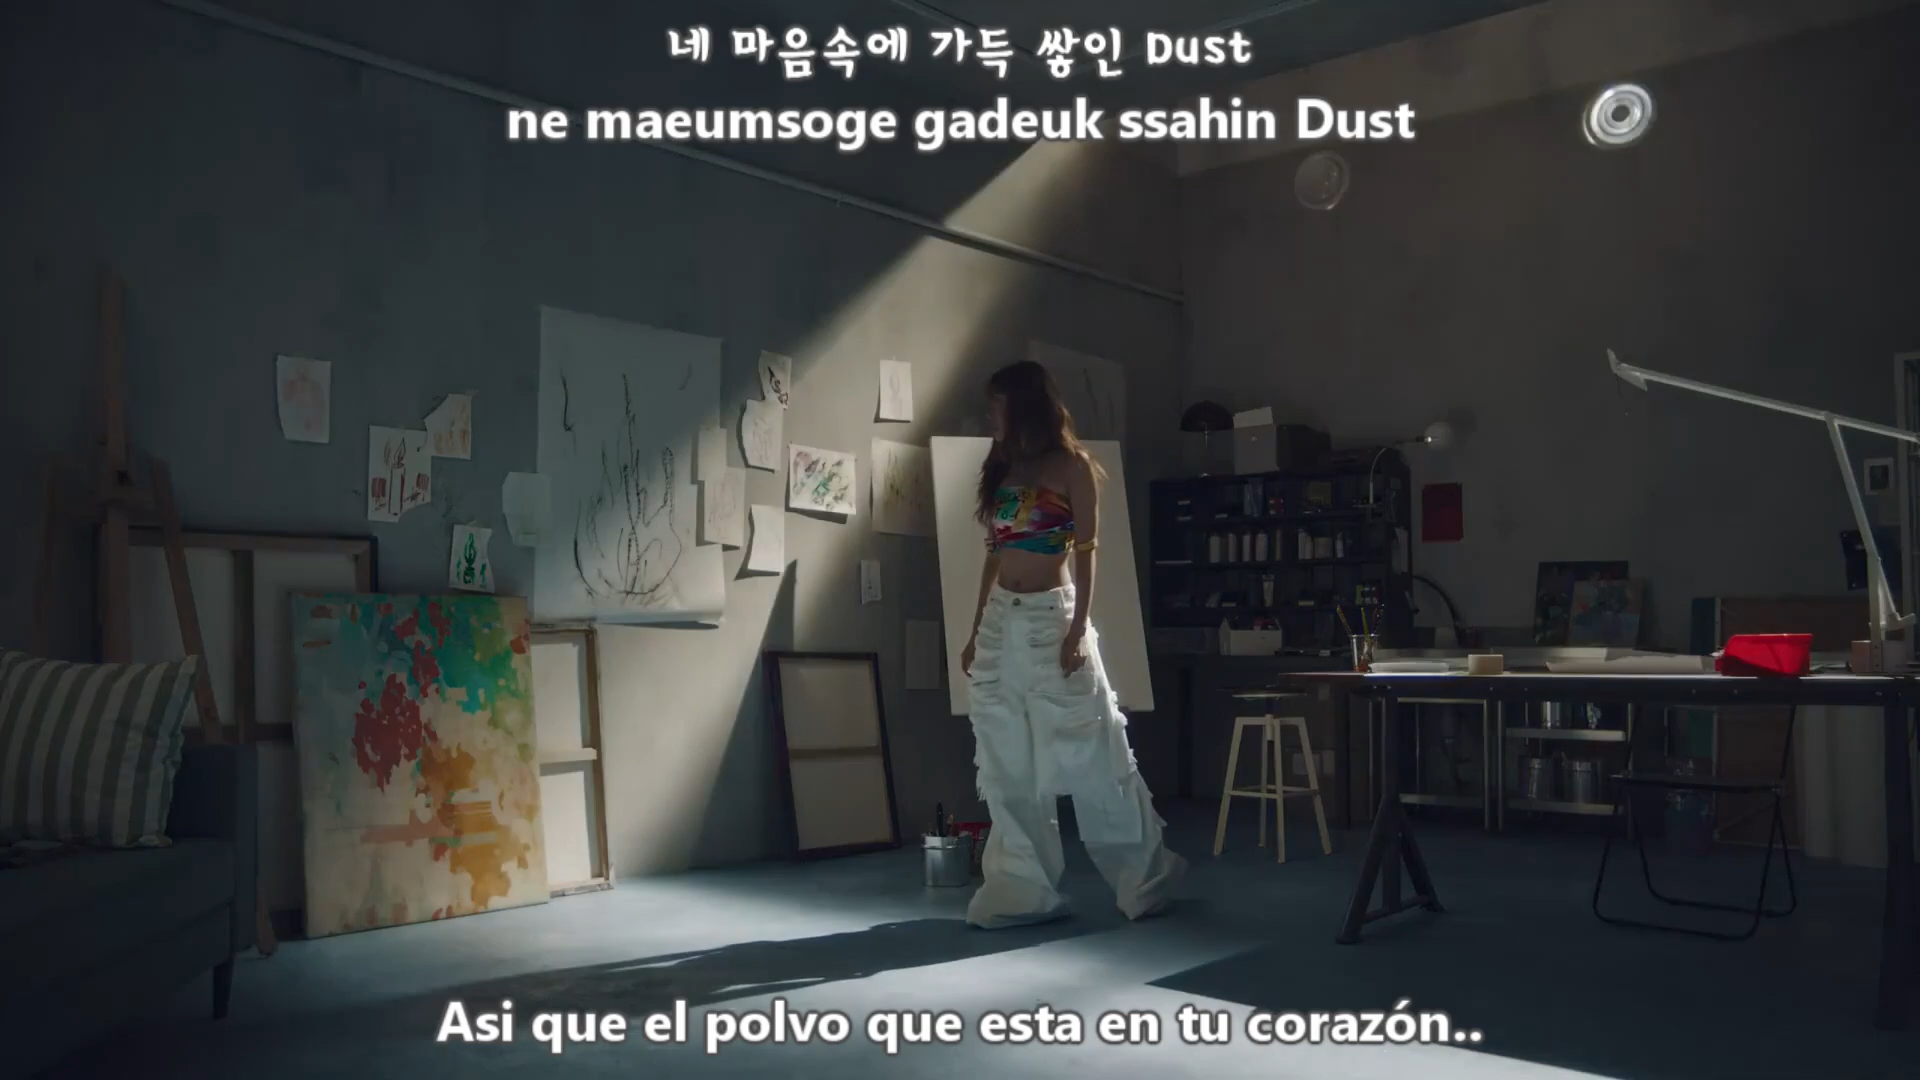 네 마음속에 가득 쌓인 Dust
ne maeumsoge gadeuk ssahin Dust
Asi que el polvo que esta en tu corazón..